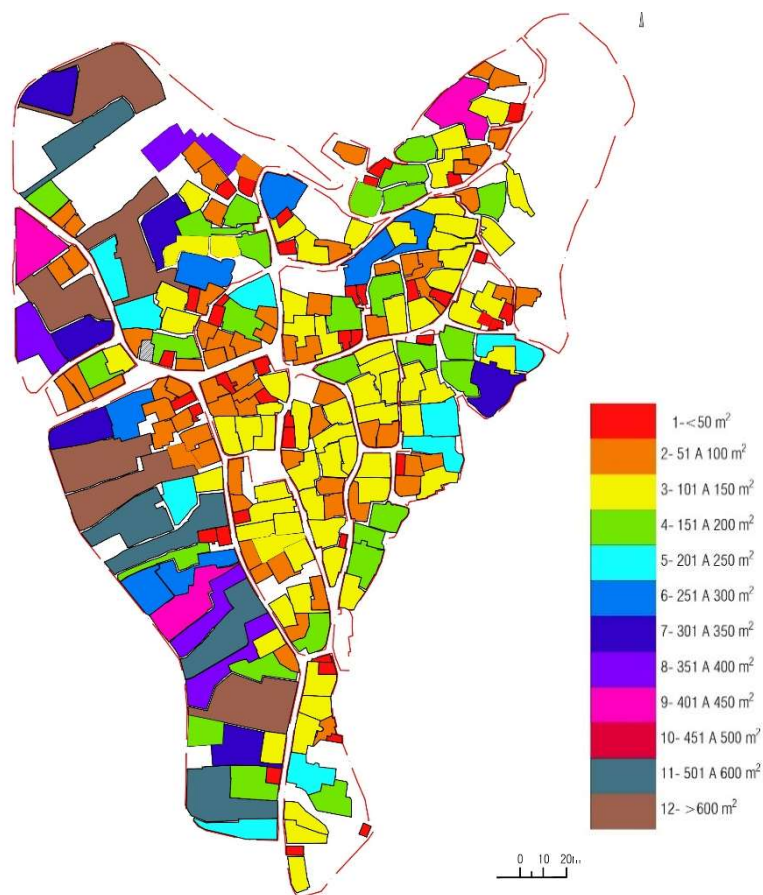 1-<50 m²
2- 51 A 100 m²
3- 101 A 150 m²
4- 151 A 200 m²
5- 201 A 250 m²
6- 251 A 300 m²
7- 301 A 350 m²
8- 351 A 400 m²
9- 401 A 450 m²
10- 451 A 500 m²
11- 501 A 600 m²
12- >600 m²
0 10 20m